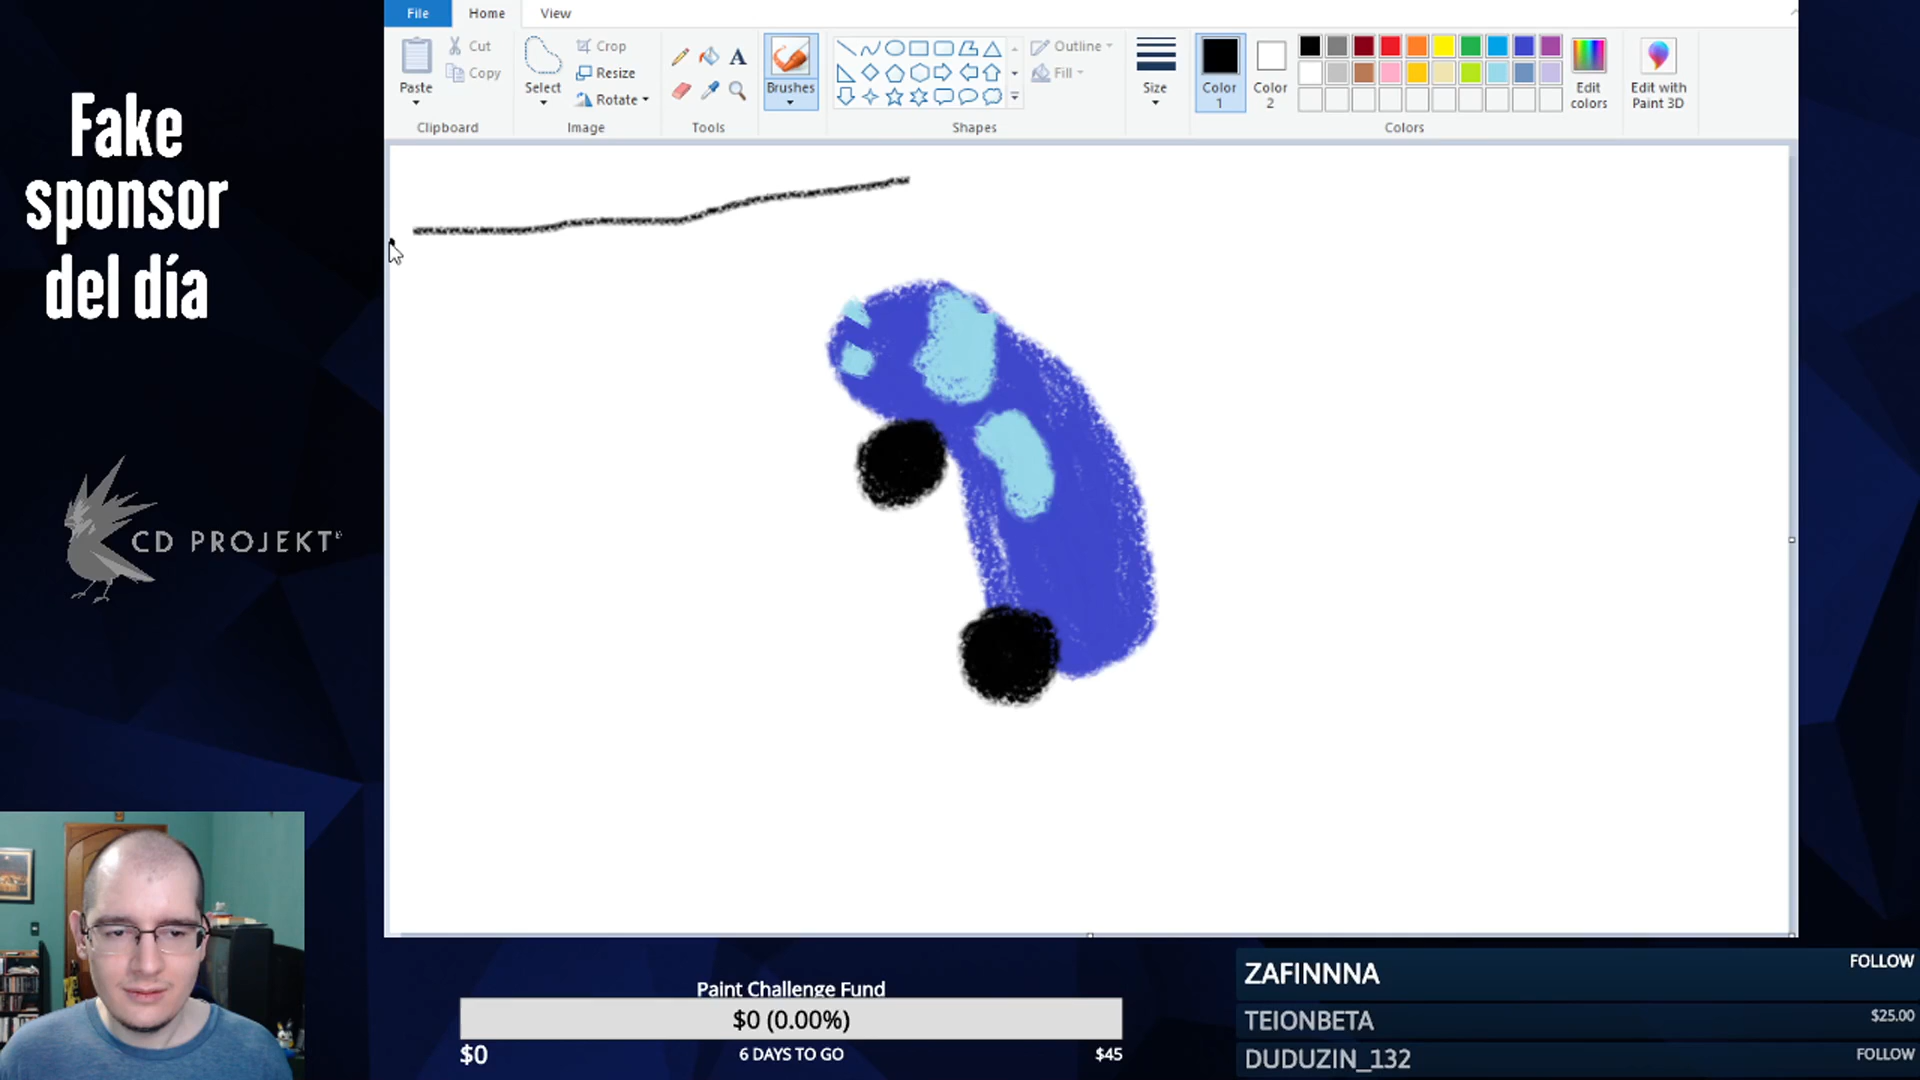 File Home View
Paste
Cut
Copy
Clipboard
Select
Crop
Resize
Rotate
Image
Tools
Brushes
Shapes
Outline
Fill
Size
Color 1
Color 2
Colors
Edit colors
Edit with Paint 3D
Fake
sponsor
del día
CD PROJEKT
Paint Challenge Fund
$0 (0.00%)
$0 6 DAYS TO GO $45
ZAFINNNA FOLLOW
TEIONBETA $25.00
DUDUZIN_132 FOLLOW